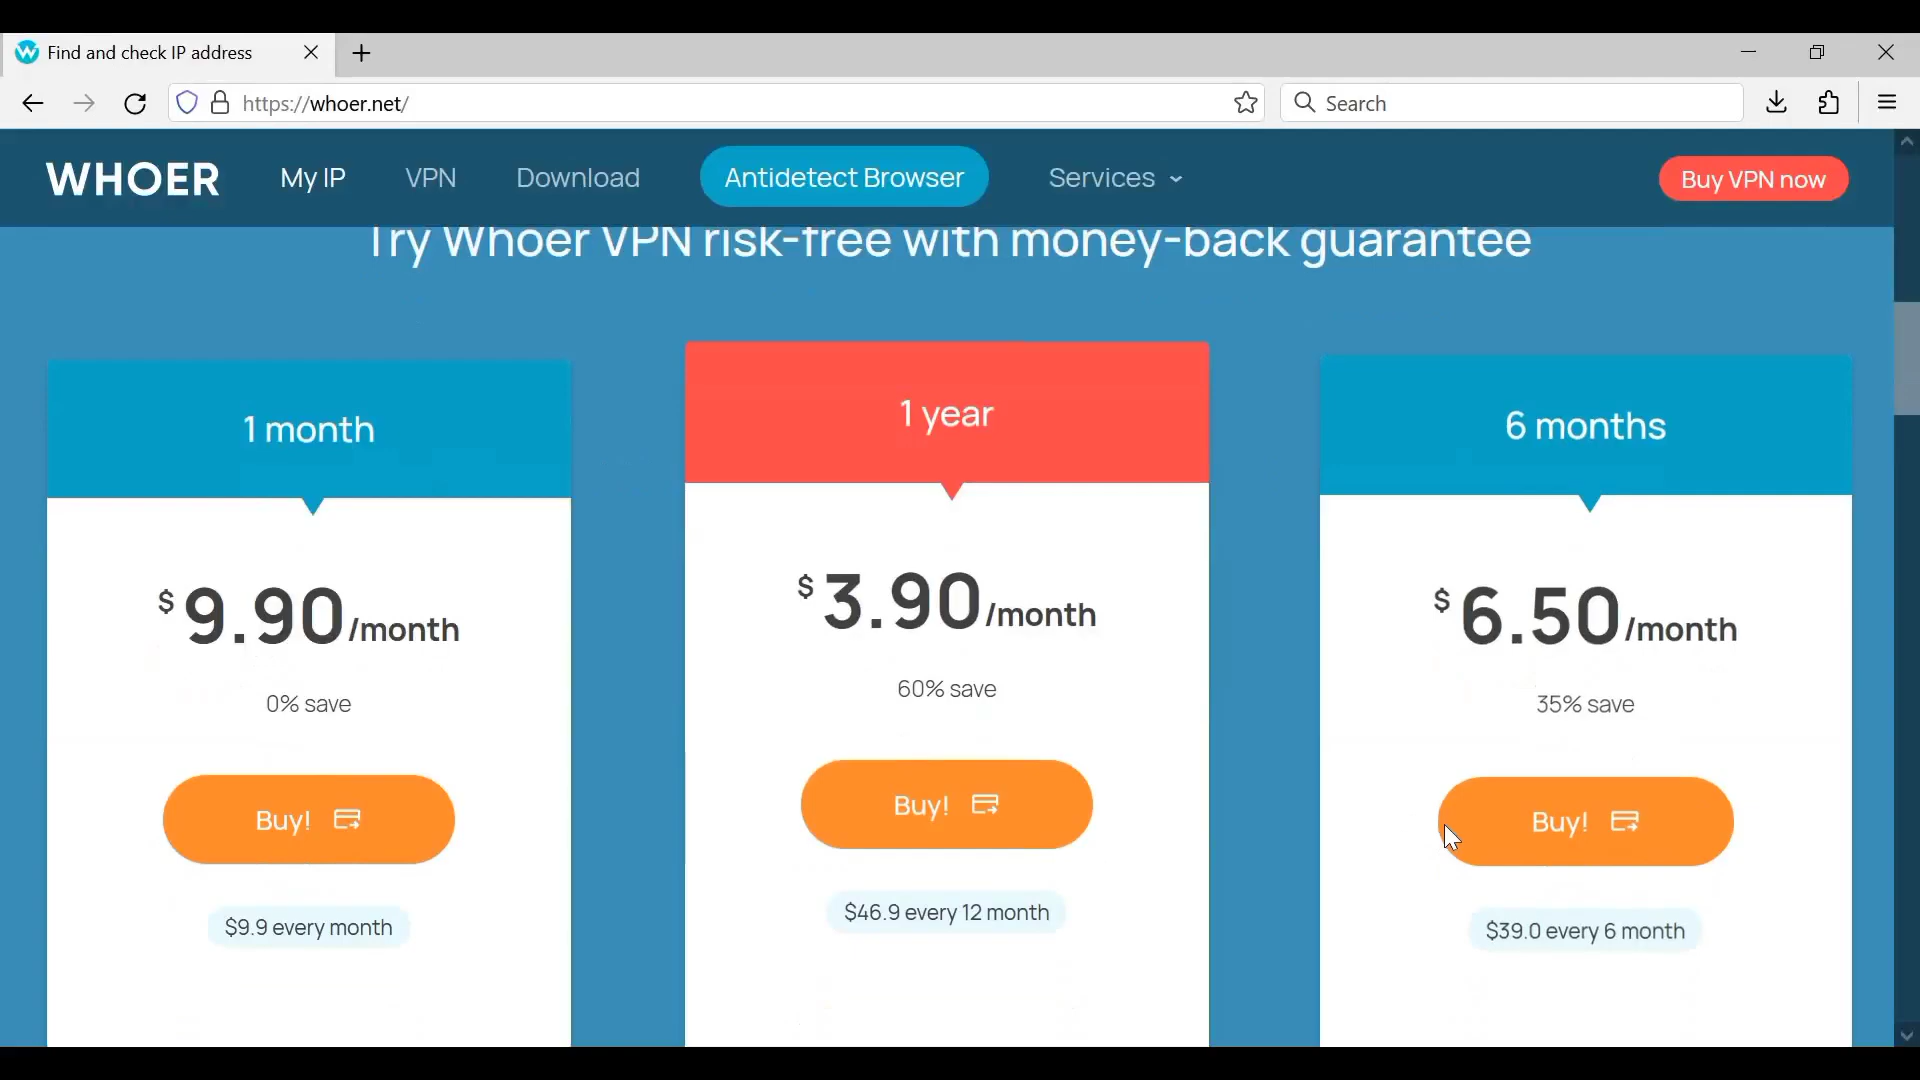 Find and check IP address
https://whoer.net/
Search
WHOER
My IP
VPN
Download
Antidetect Browser
Services
Buy VPN now
Try Whoer VPN risk-free with money-back guarantee
1 month
$9.90/month
0% save
Buy!
$9.9 every month
1 year
$3.90/month
60% save
Buy!
$46.9 every 12 month
6 months
$6.50/month
35% save
Buy!
$39.0 every 6 month